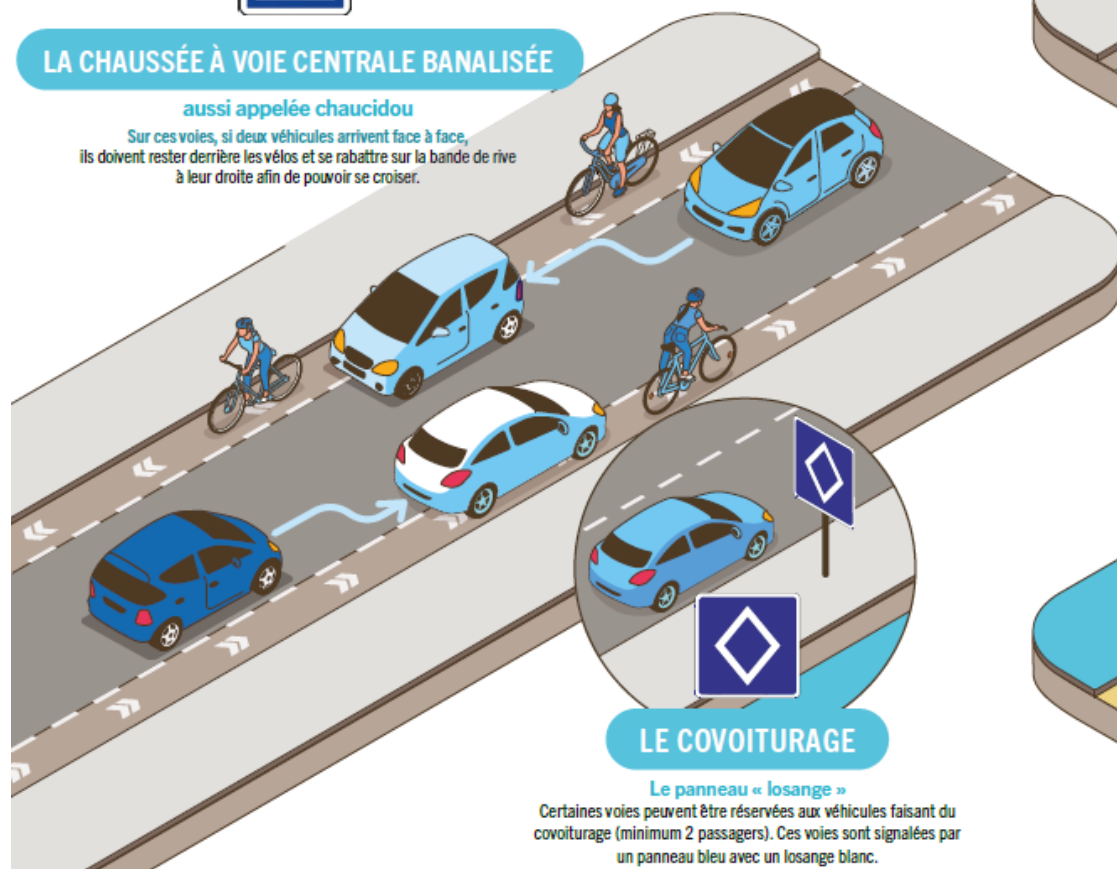 LA CHAUSSÉE À VOIE CENTRALE BANALISÉE
aussi appelée chaucidou
Sur ces voies, si deux véhicules arrivent face à face,
ils doivent rester derrière les vélos et se rabattre sur la bande de rive
à leur droite afin de pouvoir se croiser.
LE COVOITURAGE
Le panneau « losange »
Certaines voies peuvent être réservées aux véhicules faisant du
covoiturage (minimum 2 passagers). Ces voies sont signalées par
un panneau bleu avec un losange blanc.